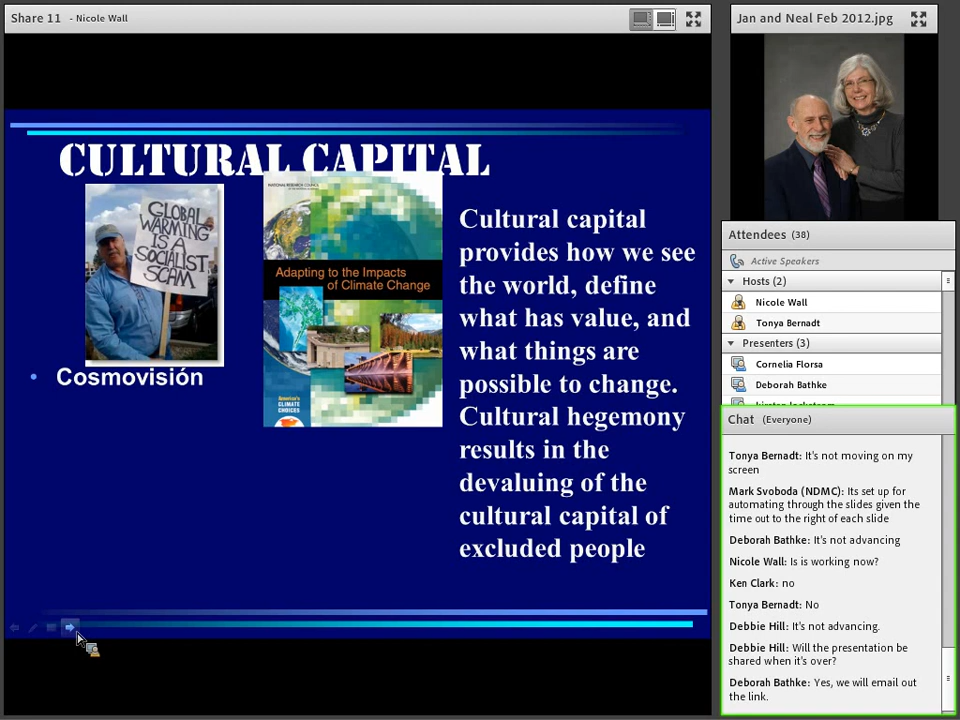 Share 11 - Nicole Wall
Jan and Neal Feb 2012.jpg
CULTURAL CAPITAL
GLOBAL
WARMING
IS A
SOCIALIST
SCAM
NATIONAL RESEARCH COUNCIL
Adapting to the Impacts
of Climate Change
America's
CLIMATE
CHOICES
• Cosmovisión
Cultural capital
provides how we see
the world, define
what has value, and
what things are
possible to change.
Cultural hegemony
results in the
devaluing of the
cultural capital of
excluded people
Attendees (38)
Active Speakers
Hosts (2)
Nicole Wall
Tonya Bernadt
Presenters (3)
Cornelia Florsa
Deborah Bathke
Chat (Everyone)
Tonya Bernadt: It's not moving on my
screen
Mark Svoboda (NDMC): Its set up for
automating through the slides given the
time out to the right of each slide
Deborah Bathke: It's not advancing
Nicole Wall: Is is working now?
Ken Clark: no
Tonya Bernadt: No
Debbie Hill: It's not advancing.
Debbie Hill: Will the presentation be
shared when it's over?
Deborah Bathke: Yes, we will email out
the link.